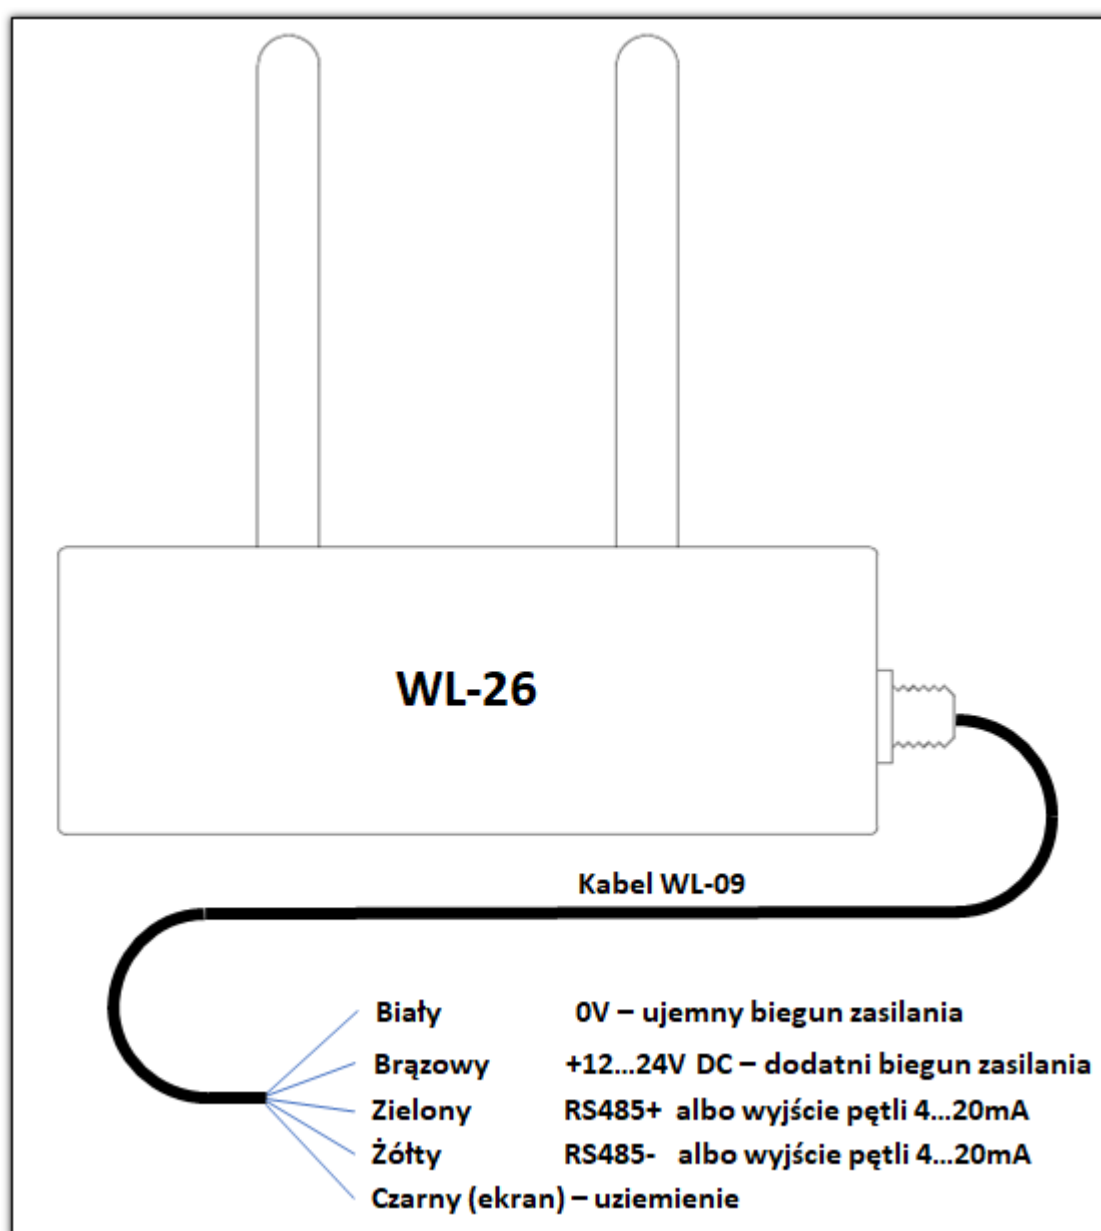 WL-26
Kabel WL-09
Biały 0V – ujemny biegun zasilania
Brązowy +12...24V DC – dodatni biegun zasilania
Zielony RS485+ albo wyjście pętli 4...20mA
Żółty RS485- albo wyjście pętli 4...20mA
Czarny (ekran) – uziemienie